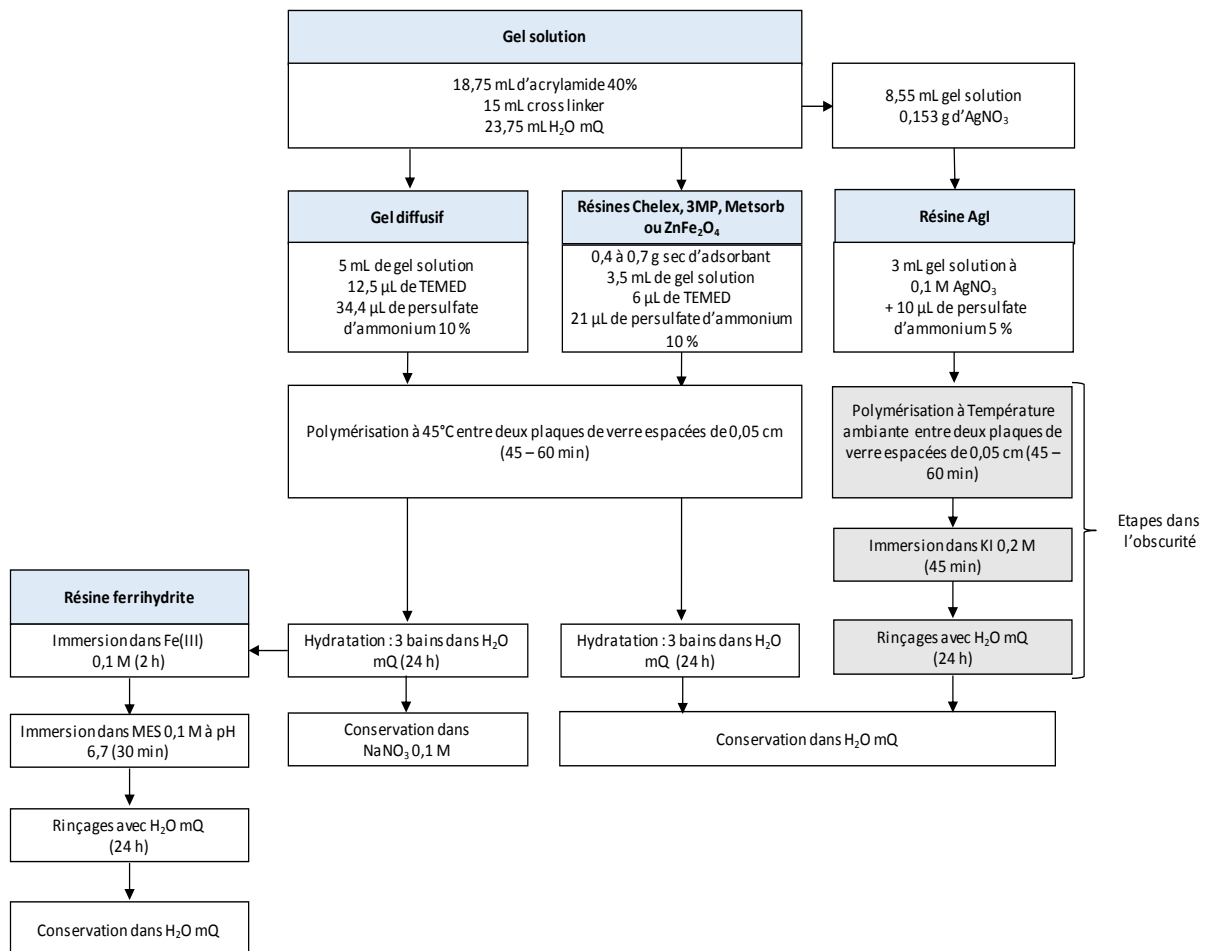 Gel solution
18,75 mL d'acrylamide 40%
15 mL cross linker
23,75 mL H₂O mQ
8,55 mL gel solution
0,153 g d'AgNO₃
Gel diffusif
5 mL de gel solution
12,5 µL de TEMED
34,4 µL de persulfate
d'ammonium 10 %
Résines Chelex, 3MP, Metsorb
ou ZnFe₂O₄
0,4 à 0,7 g sec d'adsorbant
3,5 mL de gel solution
6 µL de TEMED
21 µL de persulfate d'ammonium
10 %
Résine AgI
3 mL gel solution à
0,1 M AgNO₃
+ 10 µL de persulfate
d'ammonium 5 %
Polymérisation à 45°C entre deux plaques de verre espacées de 0,05 cm
(45 – 60 min)
Polymérisation à Température
ambiante entre deux plaques de
verre espacées de 0,05 cm (45 –
60 min)
Immersion dans KI 0,2 M
(45 min)
Rinçages avec H₂O mQ
(24 h)
Etapes dans
l'obscurité
Résine ferrihydrite
Immersion dans Fe(III)
0,1 M (2 h)
Hydratation : 3 bains dans H₂O
mQ (24 h)
Hydratation : 3 bains dans H₂O
mQ (24 h)
Immersion dans MES 0,1 M à pH
6,7 (30 min)
Conservation dans
NaNO₃ 0,1 M
Conservation dans H₂O mQ
Rinçages avec H₂O mQ
(24 h)
Conservation dans H₂O mQ